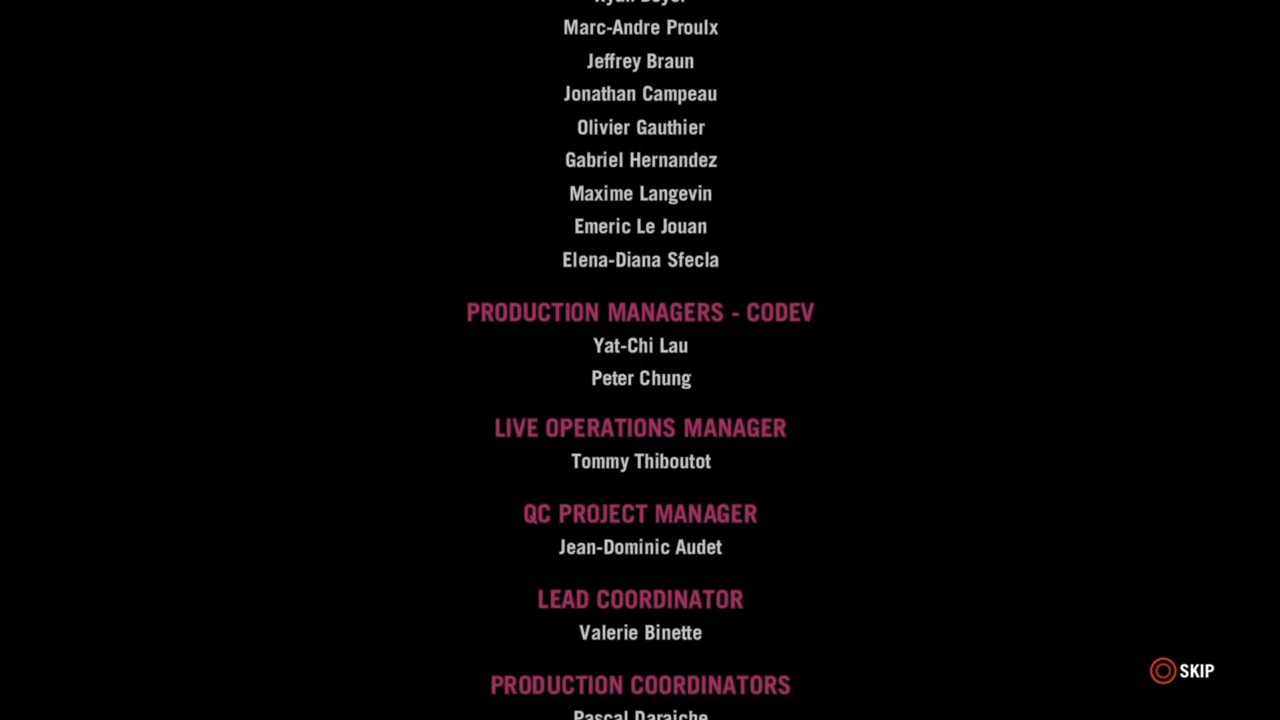 Marc-Andre Proulx
Jeffrey Braun
Jonathan Campeau
Olivier Gauthier
Gabriel Hernandez
Maxime Langevin
Emeric Le Jouan
Elena-Diana Sfecla
PRODUCTION MANAGERS - CODEV
Yat-Chi Lau
Peter Chung
LIVE OPERATIONS MANAGER
Tommy Thiboutot
QC PROJECT MANAGER
Jean-Dominic Audet
LEAD COORDINATOR
Valerie Binette
SKIP
PRODUCTION COORDINATORS
Pascal Daraiche